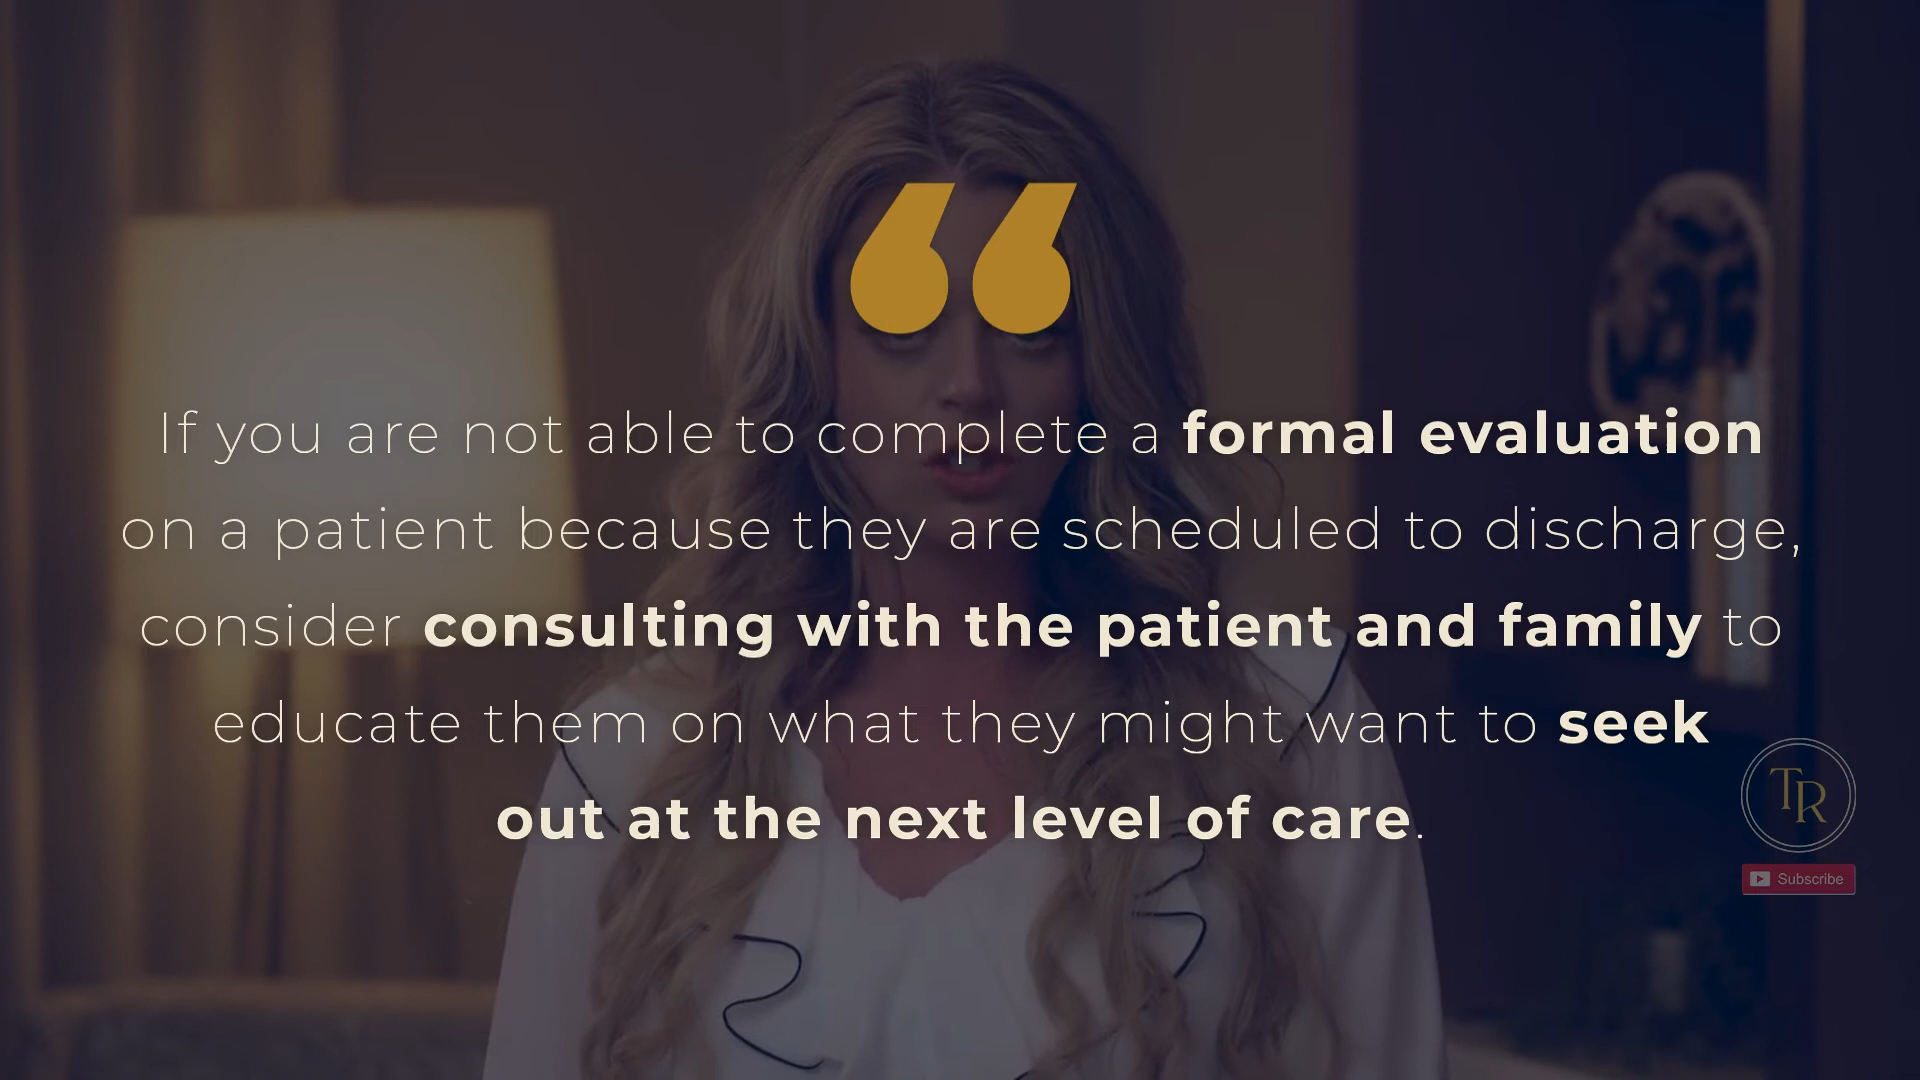 “
If you are not able to complete a formal evaluation
on a patient because they are scheduled to discharge,
consider consulting with the patient and family to
educate them on what they might want to seek
out at the next level of care.
TR
Subscribe